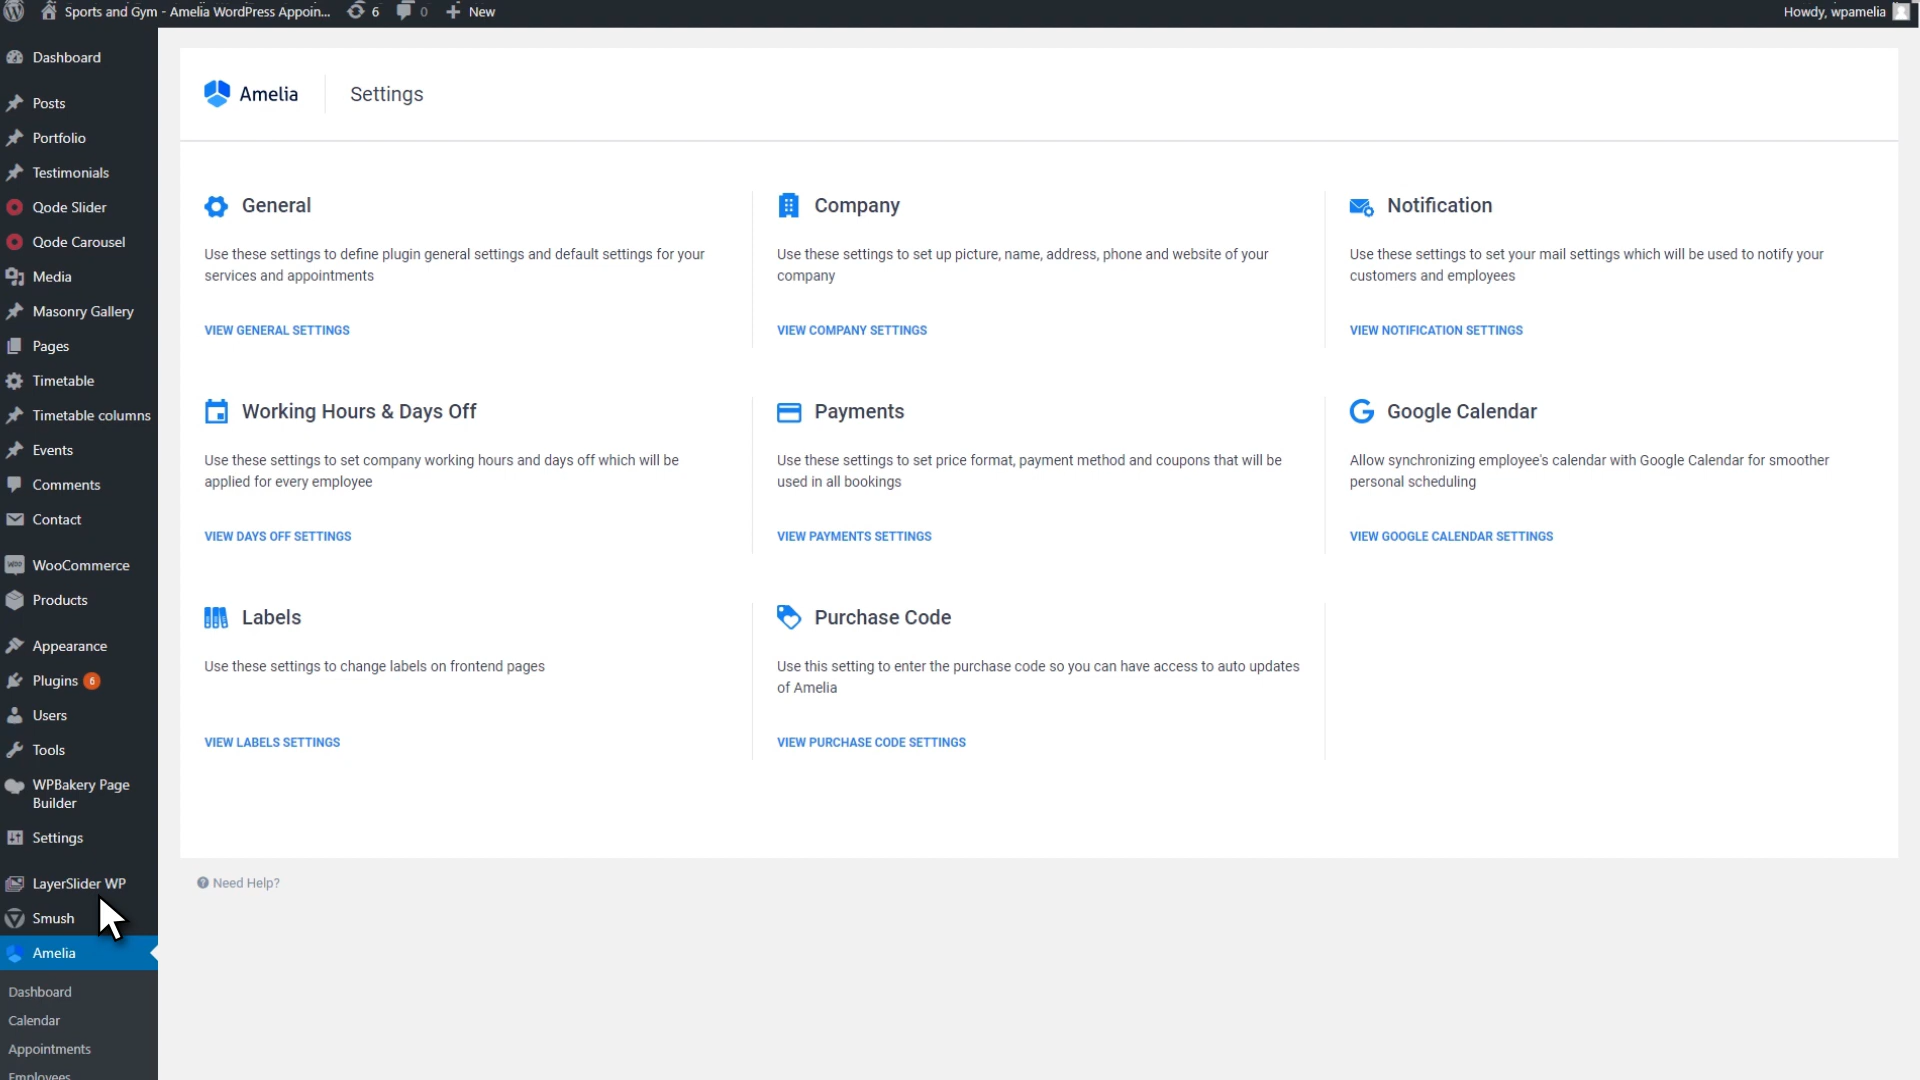 Sports and Gym - Amelia WordPress Appoin... 6 0 New
Howdy, wpamelia
Dashboard
Posts
Portfolio
Testimonials
Qode Slider
Qode Carousel
Media
Masonry Gallery
Pages
Timetable
Timetable columns
Events
Comments
Contact
WooCommerce
Products
Appearance
Plugins 6
Users
Tools
WPBakery Page
Builder
Settings
LayerSlider WP
Smush
Amelia
Dashboard
Calendar
Appointments
Employees
Amelia
Settings
General
Use these settings to define plugin general settings and default settings for your
services and appointments
VIEW GENERAL SETTINGS
Company
Use these settings to set up picture, name, address, phone and website of your
company
VIEW COMPANY SETTINGS
Notification
Use these settings to set your mail settings which will be used to notify your
customers and employees
VIEW NOTIFICATION SETTINGS
Working Hours & Days Off
Use these settings to set company working hours and days off which will be
applied for every employee
VIEW DAYS OFF SETTINGS
Payments
Use these settings to set price format, payment method and coupons that will be
used in all bookings
VIEW PAYMENTS SETTINGS
Google Calendar
Allow synchronizing employee's calendar with Google Calendar for smoother
personal scheduling
VIEW GOOGLE CALENDAR SETTINGS
Labels
Use these settings to change labels on frontend pages
VIEW LABELS SETTINGS
Purchase Code
Use this setting to enter the purchase code so you can have access to auto updates
of Amelia
VIEW PURCHASE CODE SETTINGS
Need Help?